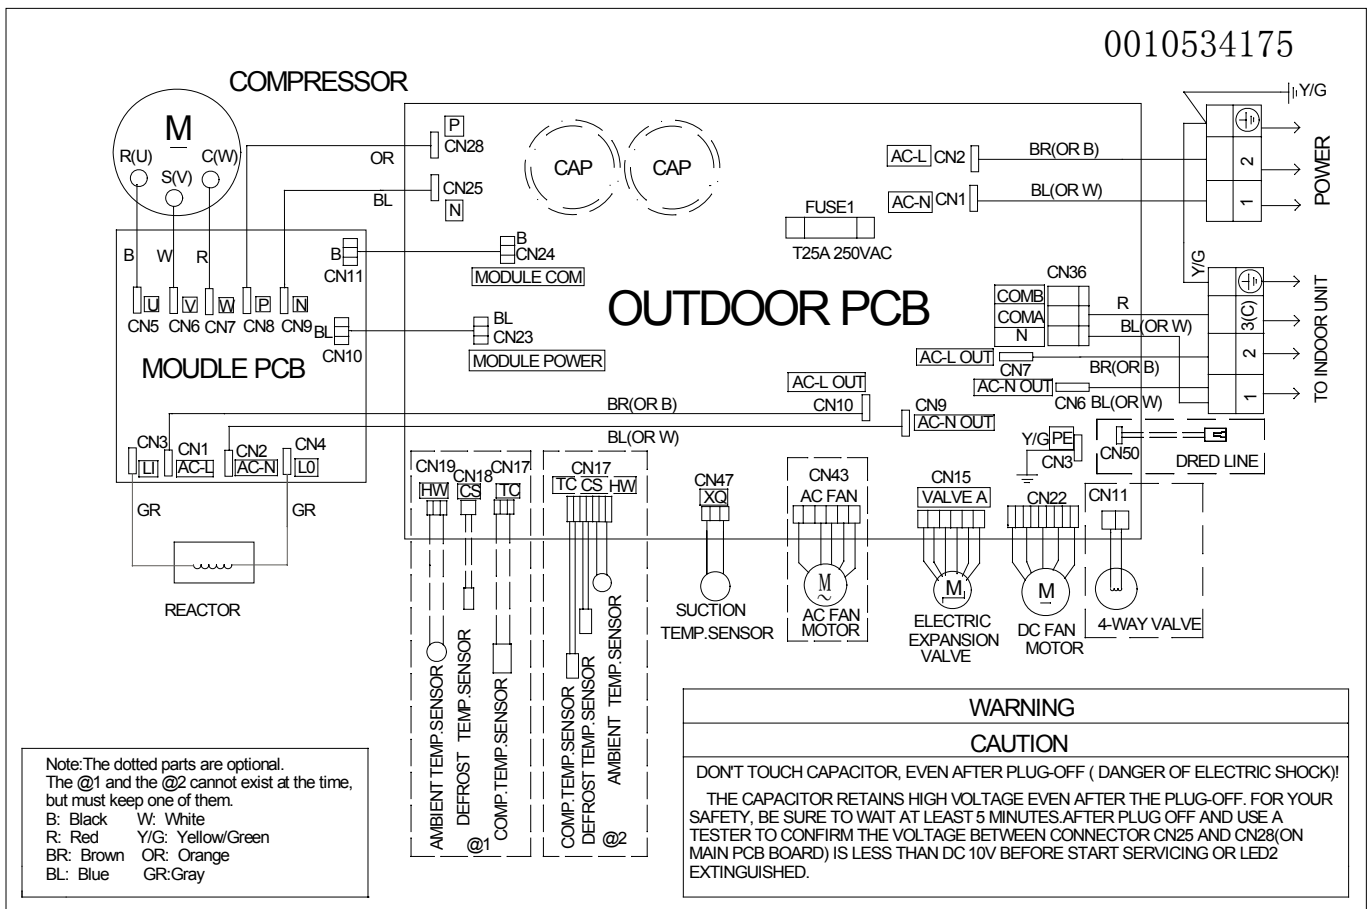 0010534175
COMPRESSOR
M
R(U)
C(W)
S(V)
OR
BL
P
CN28
CN25
N
CAP
CAP
AC-L CN2
BR(OR B)
AC-N CN1
BL(OR W)
FUSE1
T25A 250VAC
Y/G
2
1
POWER
Y/G
B
W
R
B
CN11
B
CN24
MODULE COM
U
V
W
P
N
CN5
CN6
CN7
CN8
CN9
BL
CN10
BL
CN23
MODULE POWER
MOUDLE PCB
OUTDOOR PCB
CN36
COMB
COMA
N
R
BL(OR W)
3(C)
2
1
TO INDOOR UNIT
AC-L OUT
CN7
BR(OR B)
AC-N OUT
CN6
BL(OR W)
AC-L OUT
CN10
CN9
AC-N OUT
BR(OR B)
BL(OR W)
CN3
LI
CN1
AC-L
CN2
AC-N
CN4
L0
GR
GR
REACTOR
Y/G
PE
CN3
CN50
DRED LINE
CN19
HW
CN18
CS
CN17
TC
CN17
TC CS HW
CN47
XQ
CN43
AC FAN
CN15
VALVE A
CN22
CN11
SUCTION
TEMP.SENSOR
M
~
AC FAN
MOTOR
M
ELECTRIC
EXPANSION
VALVE
M
DC FAN
MOTOR
4-WAY VALVE
AMBIENT TEMP.SENSOR
DEFROST TEMP.SENSOR
COMP.TEMP.SENSOR
@1
COMP.TEMP.SENSOR
DEFROST TEMP.SENSOR
AMBIENT TEMP.SENSOR
@2
Note:The dotted parts are optional.
The @1 and the @2 cannot exist at the time,
but must keep one of them.
B: Black W: White
R: Red Y/G: Yellow/Green
BR: Brown OR: Orange
BL: Blue GR:Gray
WARNING
CAUTION
DON'T TOUCH CAPACITOR, EVEN AFTER PLUG-OFF ( DANGER OF ELECTRIC SHOCK)!
THE CAPACITOR RETAINS HIGH VOLTAGE EVEN AFTER THE PLUG-OFF. FOR YOUR
SAFETY, BE SURE TO WAIT AT LEAST 5 MINUTES.AFTER PLUG OFF AND USE A
TESTER TO CONFIRM THE VOLTAGE BETWEEN CONNECTOR CN25 AND CN28(ON
MAIN PCB BOARD) IS LESS THAN DC 10V BEFORE START SERVICING OR LED2
EXTINGUISHED.